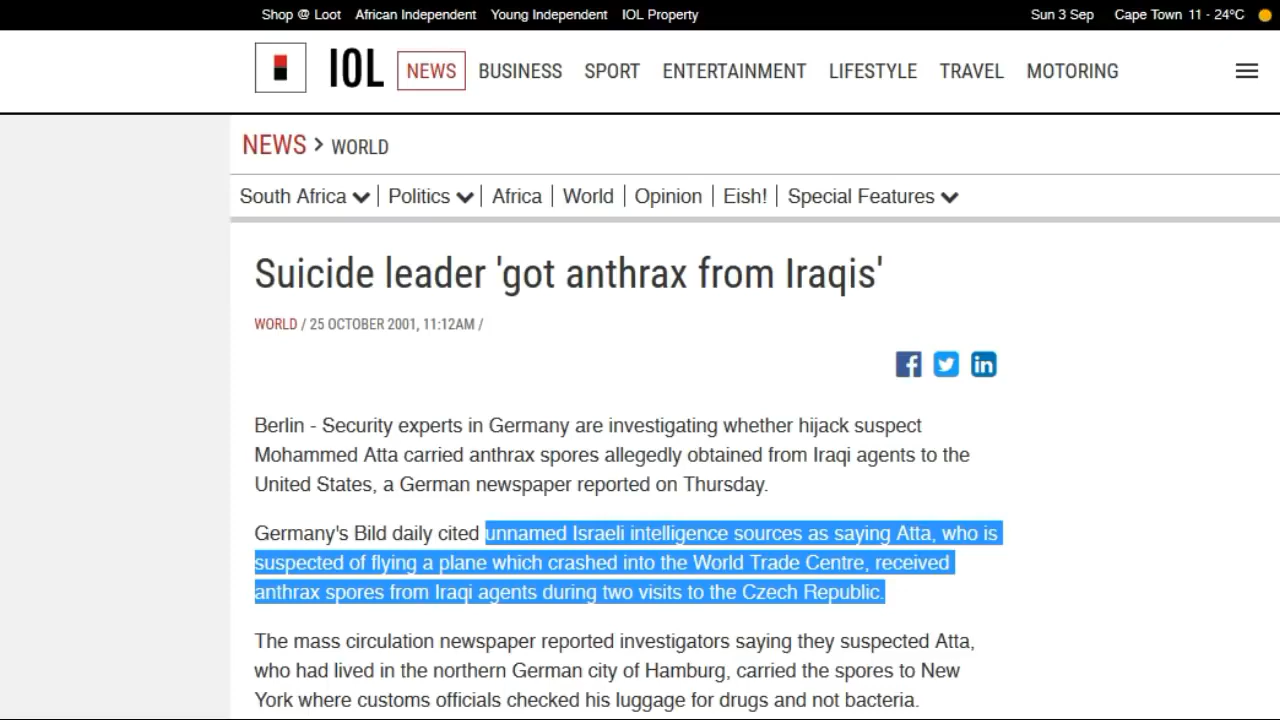 Shop @ Loot African Independent Young Independent IOL Property Sun 3 Sep Cape Town 11 - 24°C
IOL NEWS BUSINESS SPORT ENTERTAINMENT LIFESTYLE TRAVEL MOTORING
NEWS > WORLD
South Africa | Politics | Africa | World | Opinion | Eish! | Special Features
Suicide leader 'got anthrax from Iraqis'
WORLD / 25 OCTOBER 2001, 11:12AM /
Berlin - Security experts in Germany are investigating whether hijack suspect
Mohammed Atta carried anthrax spores allegedly obtained from Iraqi agents to the
United States, a German newspaper reported on Thursday.
Germany's Bild daily cited unnamed Israeli intelligence sources as saying Atta, who is
suspected of flying a plane which crashed into the World Trade Centre, received
anthrax spores from Iraqi agents during two visits to the Czech Republic.
The mass circulation newspaper reported investigators saying they suspected Atta,
who had lived in the northern German city of Hamburg, carried the spores to New
York where customs officials checked his luggage for drugs and not bacteria.